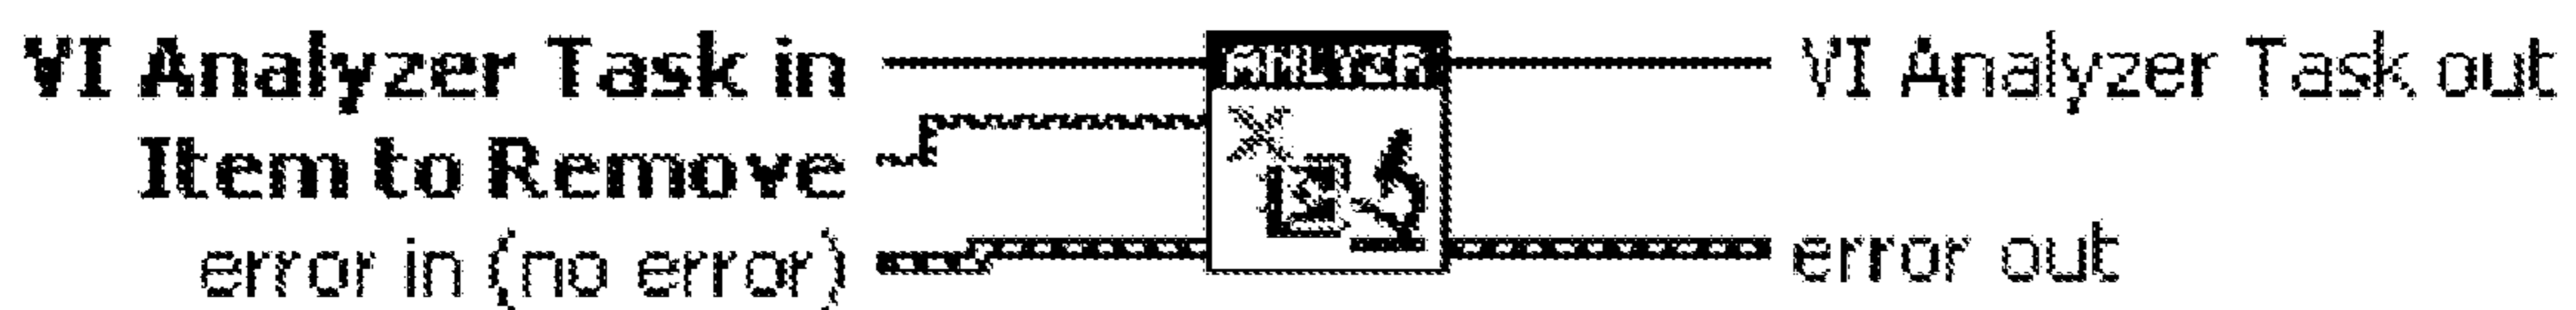 VI Analyzer Task in
VI Analyzer Task out
Item to Remove
error in (no error)
error out